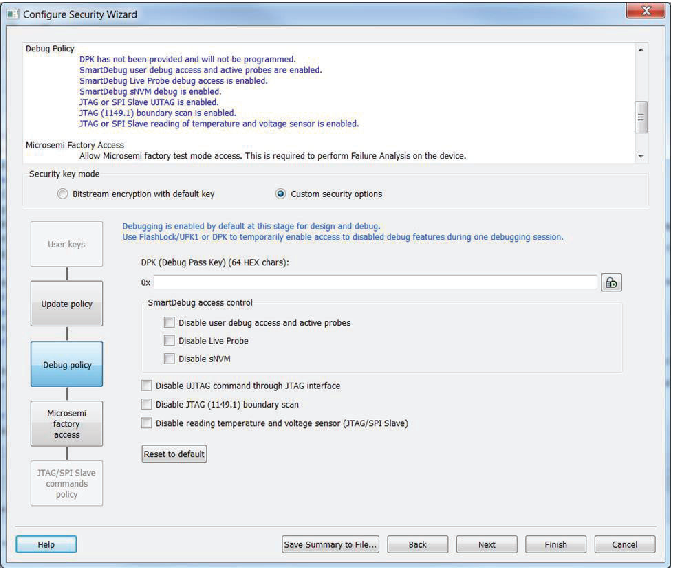 Configure Security Wizard
Debug Policy
DPK has not been provided and will not be programmed.
SmartDebug user debug access and active probes are enabled.
SmartDebug Live Probe debug access is enabled.
SmartDebug sNVM debug is enabled.
JTAG or SPI Slave UJTAG is enabled.
JTAG (1149.1) boundary scan is enabled.
JTAG or SPI Slave reading of temperature and voltage sensor is enabled.
Microsemi Factory Access
Allow Microsemi factory test mode access. This is required to perform Failure Analysis on the device.
Security key mode
Bitstream encryption with default key
Custom security options
User keys
Update policy
Debug policy
Microsemi
factory
access
JTAG/SPI Slave
commands
policy
Debugging is enabled by default at this stage for design and debug.
Use FlashLock/UPK1 or DPK to temporarily enable access to disabled debug features during one debugging session.
DPK (Debug Pass Key) (64 HEX chars):
0x
SmartDebug access control
Disable user debug access and active probes
Disable Live Probe
Disable sNVM
Disable UJTAG command through JTAG interface
Disable JTAG (1149.1) boundary scan
Disable reading temperature and voltage sensor (JTAG/SPI Slave)
Reset to default
Help
Save Summary to File...
Back
Next
Finish
Cancel